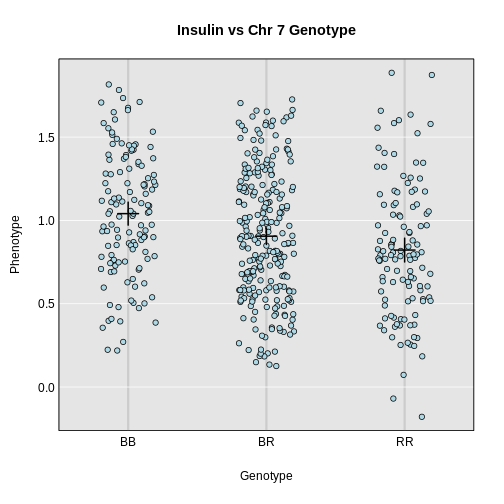 Insulin vs Chr 7 Genotype
Phenotype
1.5
1.0
0.5
0.0
BB BR RR
Genotype